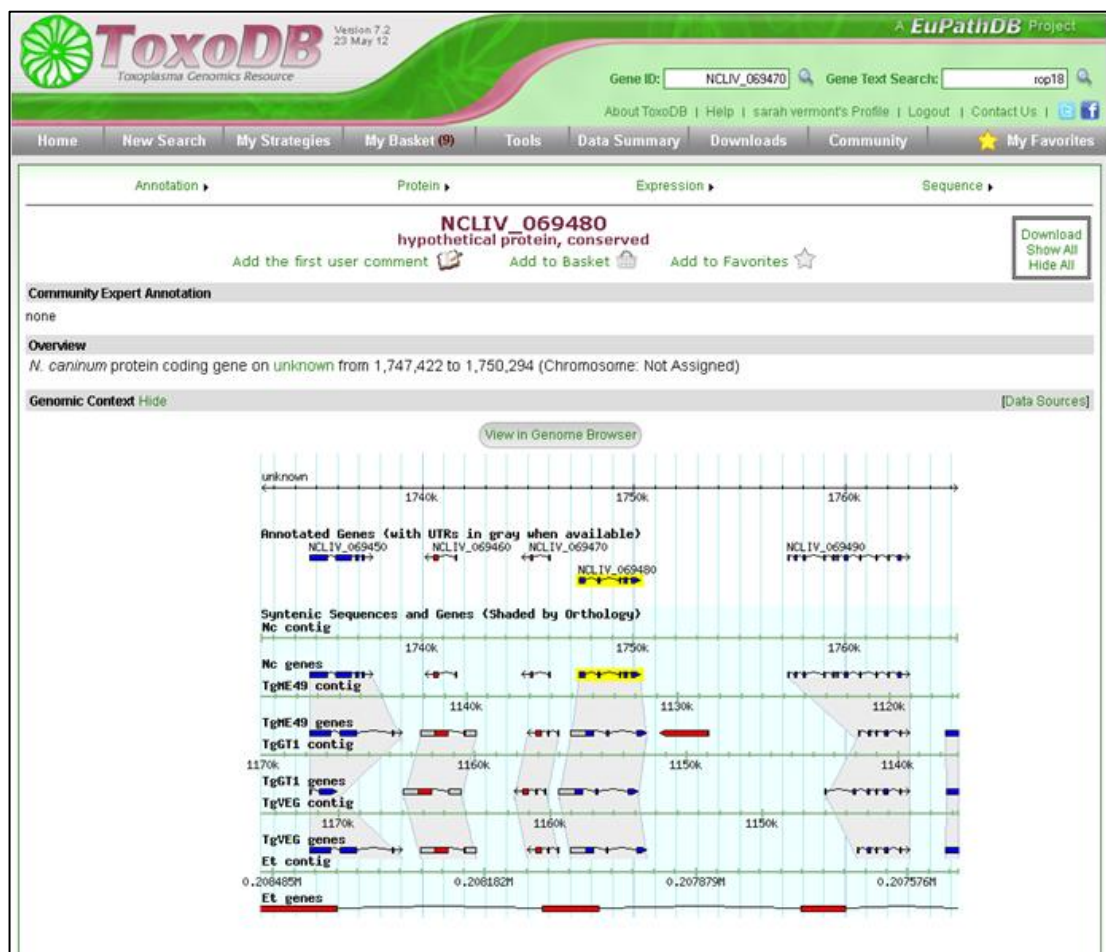 ToxoDB
Version 7.2
23 May 12
Toxoplasma Genomics Resource
A EuPathDB Project
Gene ID: NCLIV_069470 Gene Text Search: rop18
About ToxoDB | Help | sarah vermont's Profile | Logout | Contact Us |
Home New Search My Strategies My Basket (9) Tools Data Summary Downloads Community My Favorites
Annotation Protein Expression Sequence
NCLIV_069480
hypothetical protein, conserved
Add the first user comment Add to Basket Add to Favorites
Download
Show All
Hide All
Community Expert Annotation
none
Overview
N. caninum protein coding gene on unknown from 1,747,422 to 1,750,294 (Chromosome: Not Assigned)
Genomic Context Hide [Data Sources]
View in Genome Browser
unknown
1740k 1750k 1760k
Annotated Genes (with UTRs in gray when available)
NCLIV_069450 NCLIV_069460 NCLIV_069470 NCLIV_069490
NCLIV_069480
Syntenic Sequences and Genes (Shaded by Orthology)
Nc contig
1740k 1750k 1760k
Nc genes
TgME49 contig
1140k 1130k 1120k
TgME49 genes
TgGT1 contig
1170k 1160k 1150k 1140k
TgGT1 genes
TgVEG contig
1170k 1160k 1150k
TgVEG genes
Et contig
0.208485M 0.208182M 0.207879M 0.207576M
Et genes